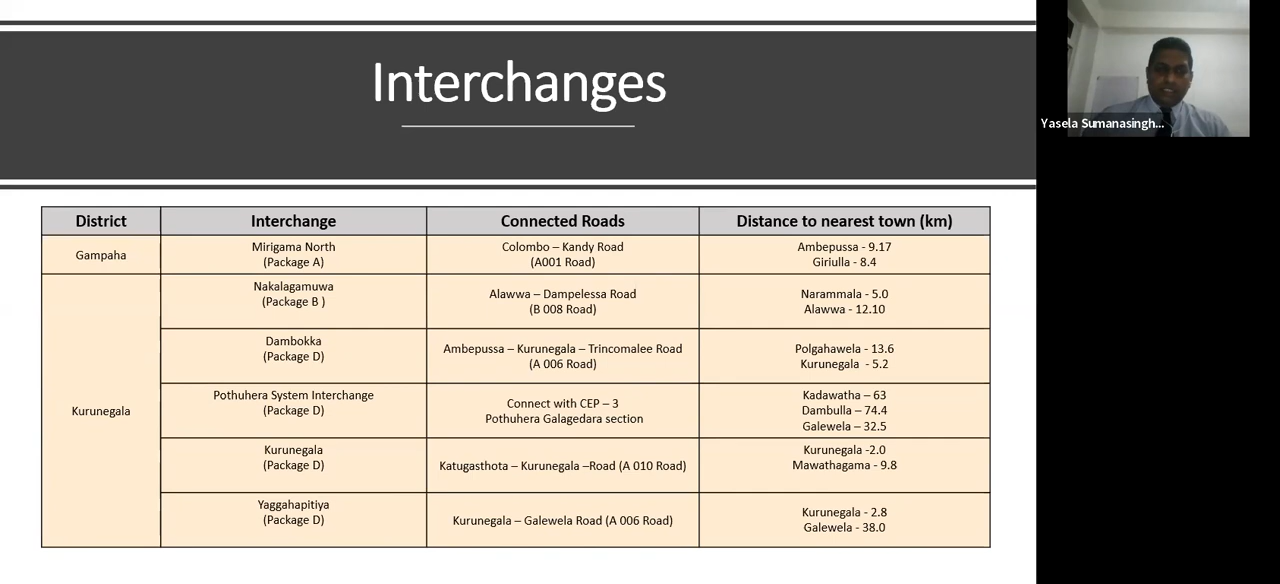 Interchanges
Yasela Sumanasingh...
District Interchange Connected Roads Distance to nearest town (km)
Gampaha
Mirigama North
(Package A)
Colombo – Kandy Road
(A001 Road)
Ambepussa - 9.17
Giriulla - 8.4
Kurunegala
Nakalagamuwa
(Package B )
Alawwa – Dampelessa Road
(B 008 Road)
Narammala - 5.0
Alawwa - 12.10
Dambokka
(Package D)
Ambepussa – Kurunegala – Trincomalee Road
(A 006 Road)
Polgahawela - 13.6
Kurunegala  - 5.2
Pothuhera System Interchange
(Package D)
Connect with CEP – 3
Pothuhera Galagedara section
Kadawatha – 63
Dambulla – 74.4
Galewela – 32.5
Kurunegala
(Package D)
Katugasthota – Kurunegala –Road (A 010 Road)
Kurunegala -2.0
Mawathagama - 9.8
Yaggahapitiya
(Package D)
Kurunegala – Galewela Road (A 006 Road)
Kurunegala - 2.8
Galewela - 38.0